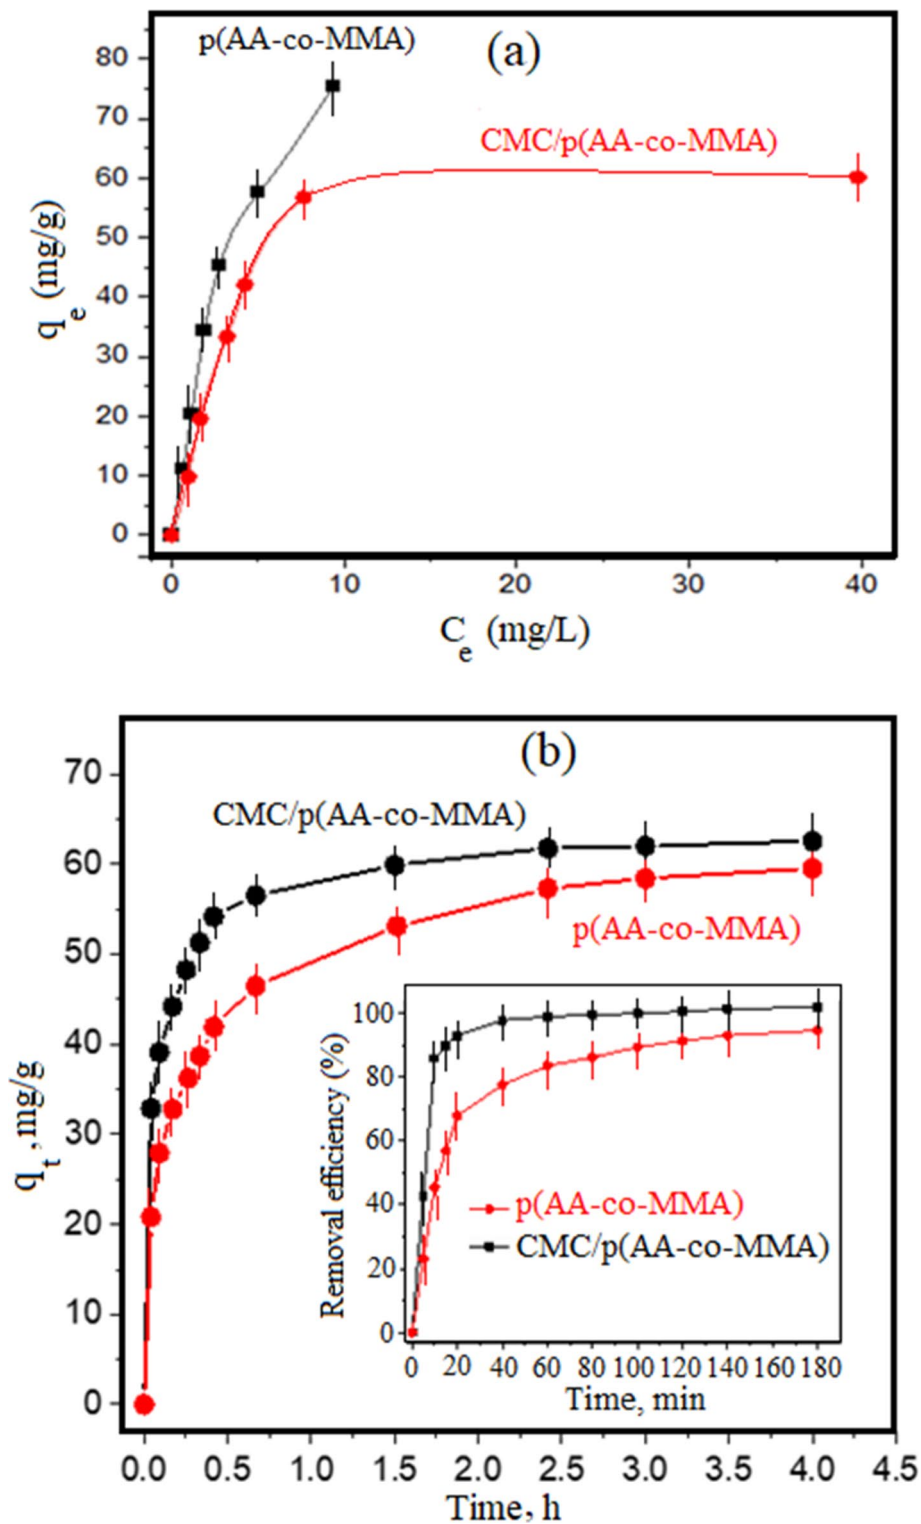 p(AA-co-MMA)
(a)
CMC/p(AA-co-MMA)
80
70
60
50
40
30
20
10
0
qe (mg/g)
0 10 20 30 40
Ce (mg/L)
(b)
CMC/p(AA-co-MMA)
p(AA-co-MMA)
70
60
50
40
30
20
10
0
qt, mg/g
100
80
60
40
20
0
Removal efficiency (%)
p(AA-co-MMA)
CMC/p(AA-co-MMA)
0 20 40 60 80 100 120 140 160 180
Time, min
0.0 0.5 1.0 1.5 2.0 2.5 3.0 3.5 4.0 4.5
Time, h